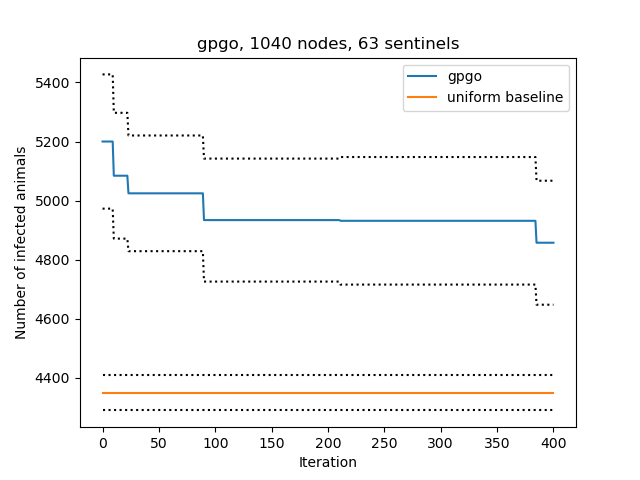 gpgo, 1040 nodes, 63 sentinels
gpgo
uniform baseline
Number of infected animals
5400
5200
5000
4800
4600
4400
0 50 100 150 200 250 300 350 400
Iteration